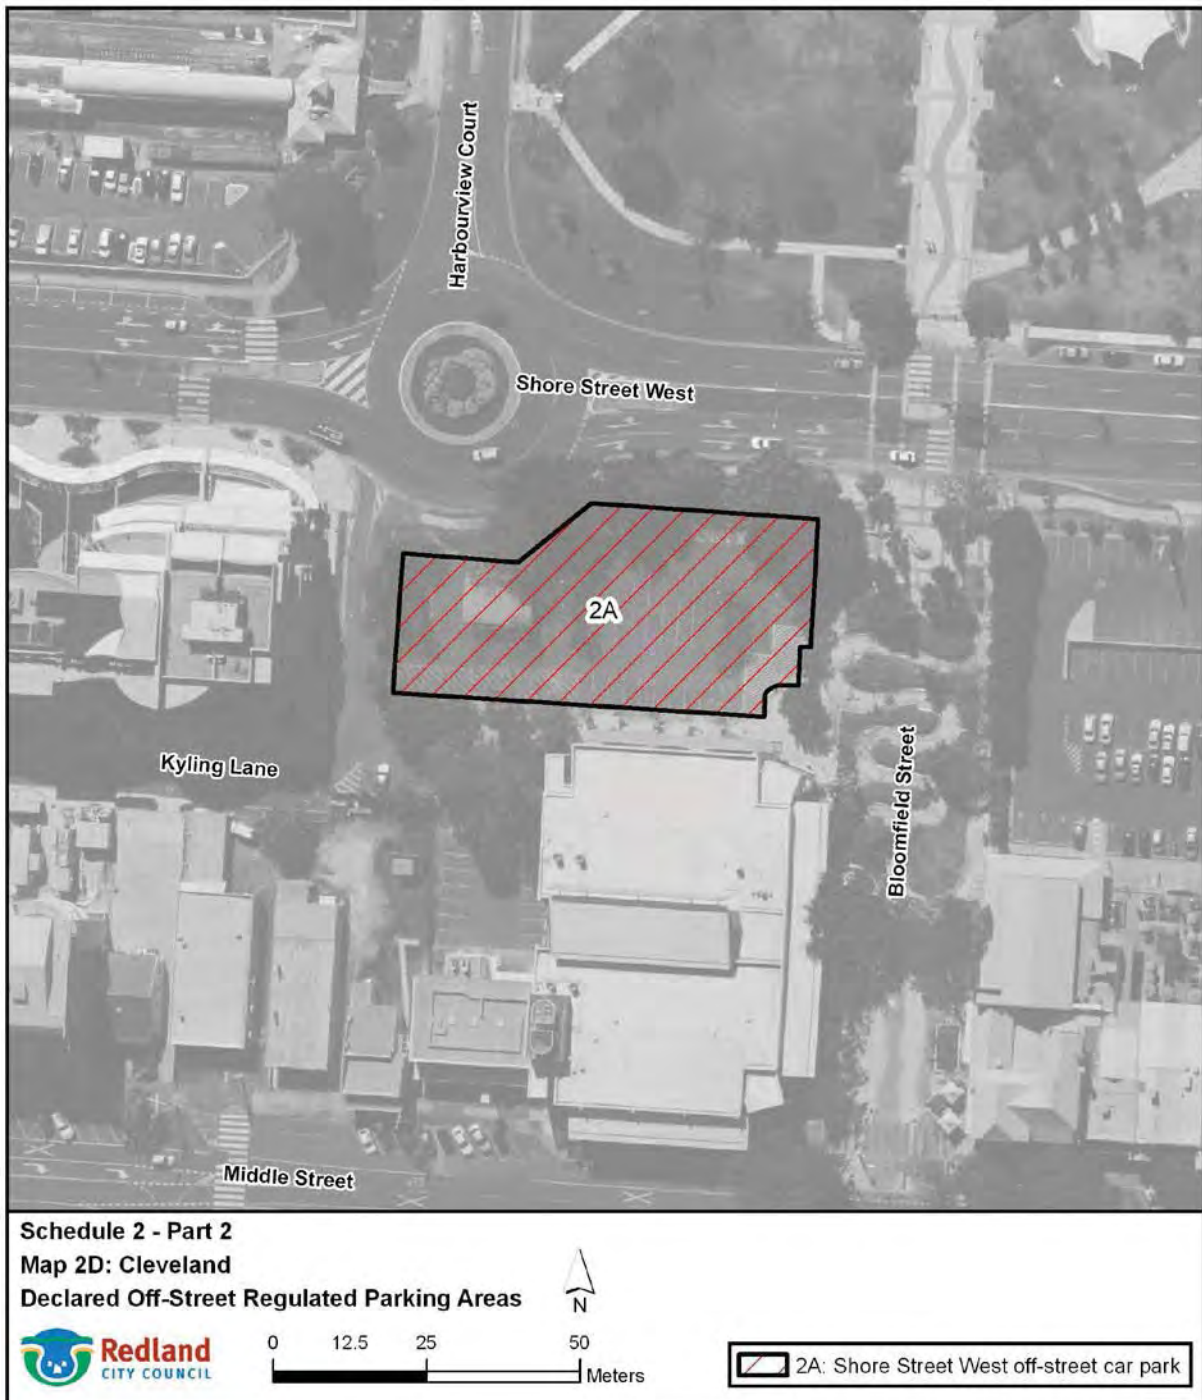 Harbourview Court
Shore Street West
2A
Kyling Lane
Bloomfield Street
Middle Street
Schedule 2 - Part 2
Map 2D: Cleveland
Declared Off-Street Regulated Parking Areas
N
Redland
CITY COUNCIL
0 12.5 25 50
Meters
2A: Shore Street West off-street car park